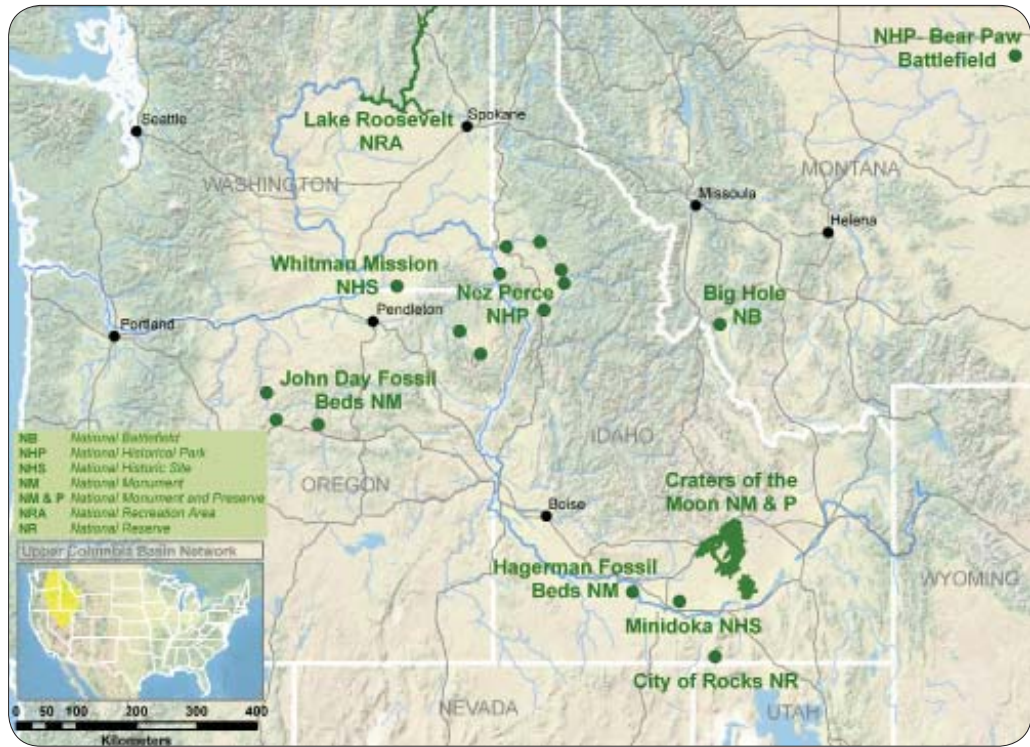 NHP- Bear Paw
Battlefield
Seattle
Lake Roosevelt
NRA
Spokane
WASHINGTON
MONTANA
Missoula
Helena
Whitman Mission
NHS
Nez Perce
NHP
Big Hole
NB
Pendleton
Portland
John Day Fossil
Beds NM
IDAHO
OREGON
NB National Battlefield
NHP National Historical Park
NHS National Historic Site
NM National Monument
NM & P National Monument and Preserve
NRA National Recreation Area
NR National Reserve
Craters of the
Moon NM & P
Boise
Upper Columbia Basin Network
Hagerman Fossil
Beds NM
WYOMING
Minidoka NHS
City of Rocks NR
NEVADA
UTAH
0 50 100 200 300 400
Kilometers